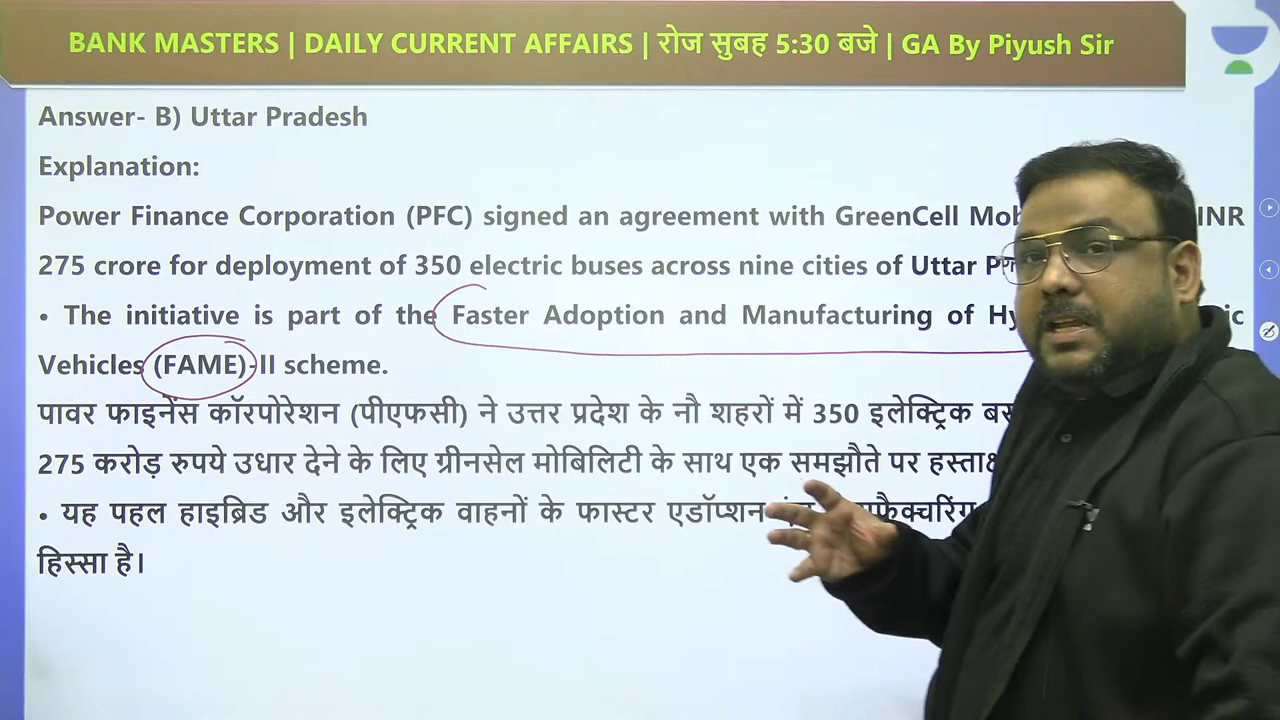 BANK MASTERS | DAILY CURRENT AFFAIRS | रोज सुबह 5:30 बजे | GA By Piyush Sir
Answer- B) Uttar Pradesh
Explanation:
Power Finance Corporation (PFC) signed an agreement with GreenCell INR
275 crore for deployment of 350 electric buses across nine cities of Uttar
• The initiative is part of the Faster Adoption and Manufacturing of
Vehicles (FAME)-II scheme.
पावर फाइनेंस कॉरपोरेशन (पीएफसी) ने उत्तर प्रदेश के नौ शहरों में 350 इलेक्ट्रिक
275 करोड़ रुपये उधार देने के लिए ग्रीनसेल मोबिलिटी के साथ एक समझौते पर
• यह पहल हाइब्रिड और इलेक्ट्रिक वाहनों के फास्टर एडॉप्शन
हिस्सा है।